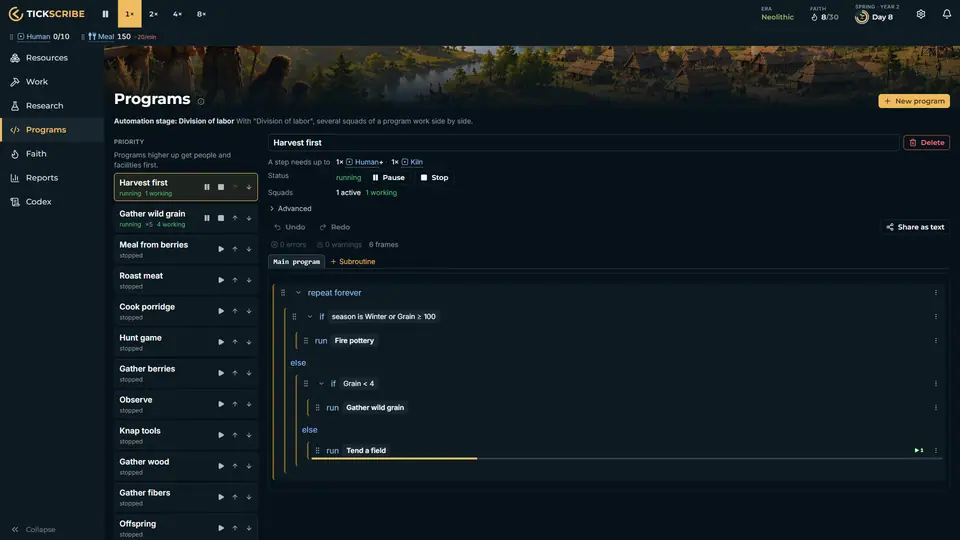 TICKSCRIBE
1× 2× 4× 8×
ERA
Neolithic
FAITH
8/30
SPRING · YEAR 2
Day 8
Human 0/10 Meal 150 −20/min
Resources
Work
Research
Programs
Faith
Reports
Codex
Collapse
Programs
New program
Automation stage: Division of labor With "Division of labor", several squads of a program work side by side.
PRIORITY
Programs higher up get people and
facilities first.
Harvest first
running 1 working
Gather wild grain
running ×5 4 working
Meal from berries
stopped
Roast meat
stopped
Cook porridge
stopped
Hunt game
stopped
Gather berries
stopped
Observe
stopped
Knap tools
stopped
Gather wood
stopped
Gather fibers
stopped
Offspring
stopped
Harvest first
Delete
A step needs up to 1× Human+ · 1× Kiln
Status running Pause Stop
Squads 1 active 1 working
Advanced
Undo Redo
Share as text
0 errors 0 warnings 6 frames
Main program + Subroutine
repeat forever
if season is Winter or Grain ≥ 100
run Fire pottery
else
if Grain < 4
run Gather wild grain
else
run Tend a field
1